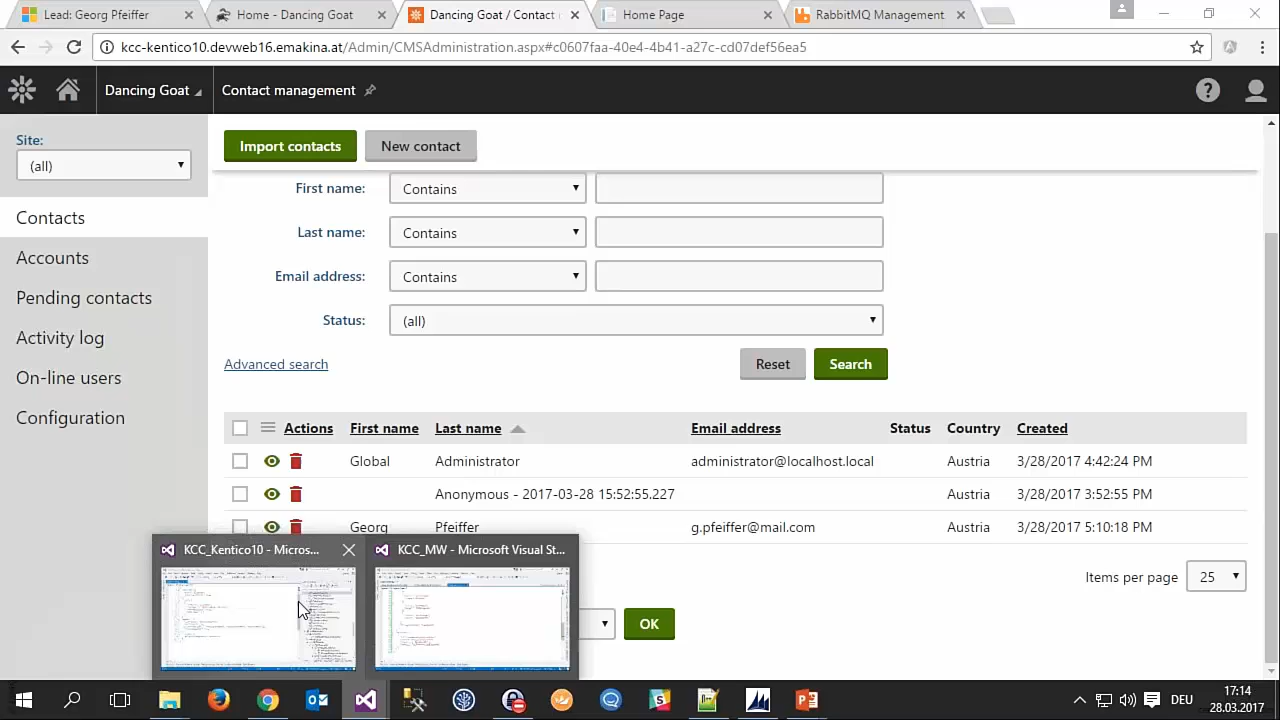 Lead: Georg Pfeiffer
Home - Dancing Goat
Dancing Goat / Contact
Home Page
RabbitMQ Management
kcc-kentico10.devweb16.emakina.at/Admin/CMSAdministration.aspx#c0607faa-40e4-4b41-a27c-cd07def56ea5
Dancing Goat
Contact management
Site:
(all)
Import contacts
New contact
Contacts
Accounts
Pending contacts
Activity log
On-line users
Configuration
First name:
Contains
Last name:
Contains
Email address:
Contains
Status:
(all)
Advanced search
Reset
Search
Actions First name Last name Email address Status Country Created
Global Administrator administrator@localhost.local Austria 3/28/2017 4:42:24 PM
Anonymous - 2017-03-28 15:52:55.227 Austria 3/28/2017 3:52:55 PM
Georg Pfeiffer g.pfeiffer@mail.com Austria 3/28/2017 5:10:18 PM
KCC_Kentico10 - Micros...
KCC_MW - Microsoft Visual St...
Items per page
25
OK
DEU
17:14
28.03.2017